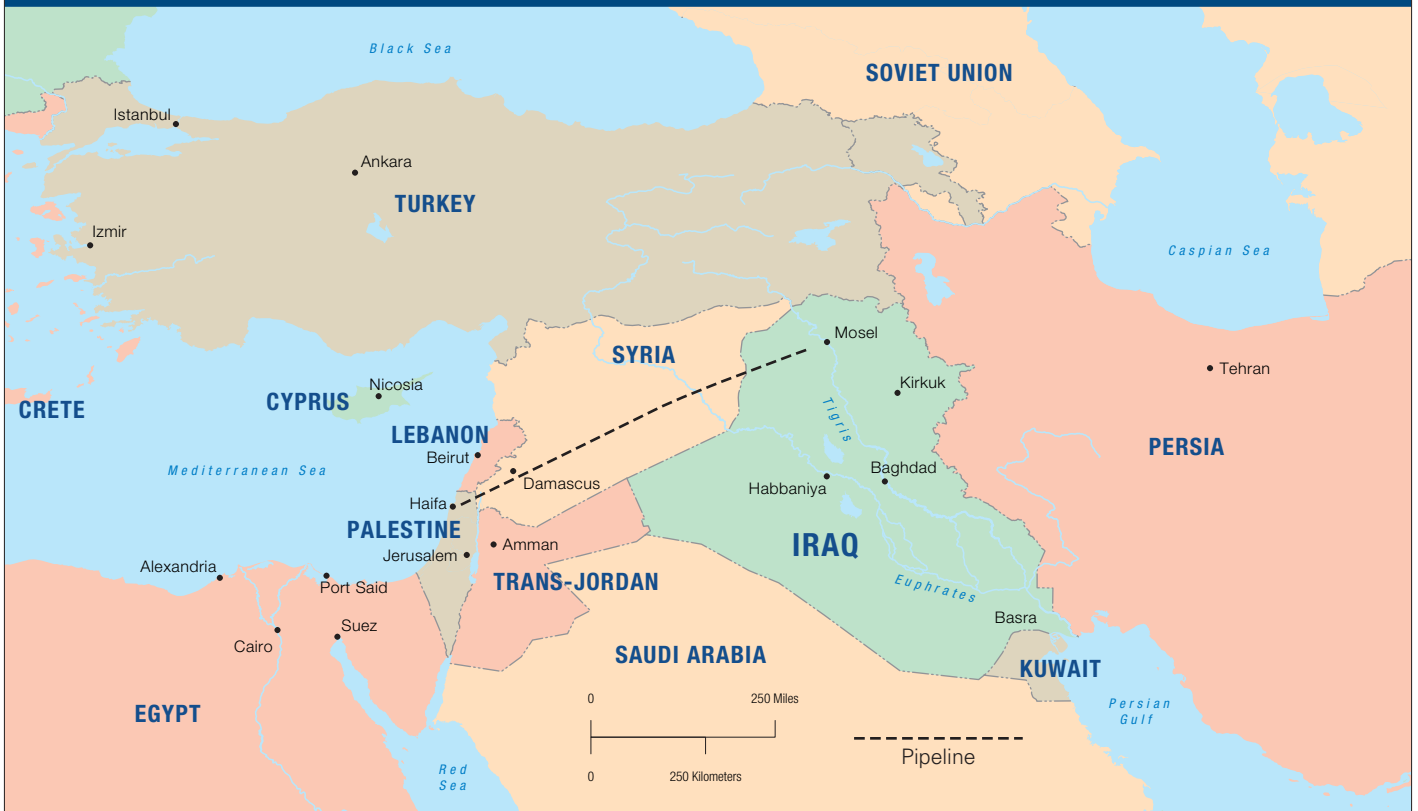 Black Sea
SOVIET UNION
Istanbul
Ankara
TURKEY
Izmir
Caspian Sea
Mosel
SYRIA
Tehran
Nicosia
Kirkuk
CYPRUS
CRETE
Tigris
LEBANON
PERSIA
Beirut
Mediterranean Sea
Baghdad
Damascus
Habbaniya
Haifa
PALESTINE
IRAQ
Amman
Jerusalem
Alexandria
TRANS-JORDAN
Port Said
Euphrates
Basra
Suez
Cairo
SAUDI ARABIA
KUWAIT
0 250 Miles
Persian
Gulf
EGYPT
Pipeline
Red
Sea
0 250 Kilometers